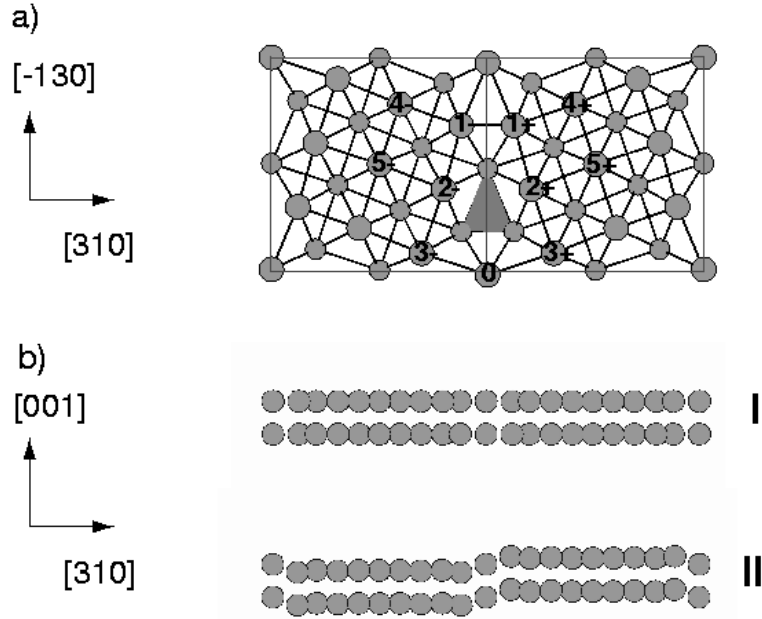 a)
[-130]
4- 4+
1- 1+
5- 5+
2- 2+
[310]
3- 0 3+
b)
[001]
I
[310]
II